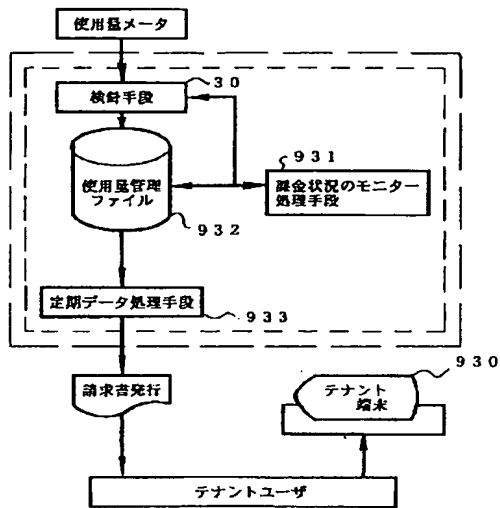 使用量メータ
検針手段
30
使用量管理
ファイル
932
931
課金状況のモニター
処理手段
定期データ処理手段
933
請求書発行
930
テナント
端末
テナントユーザ